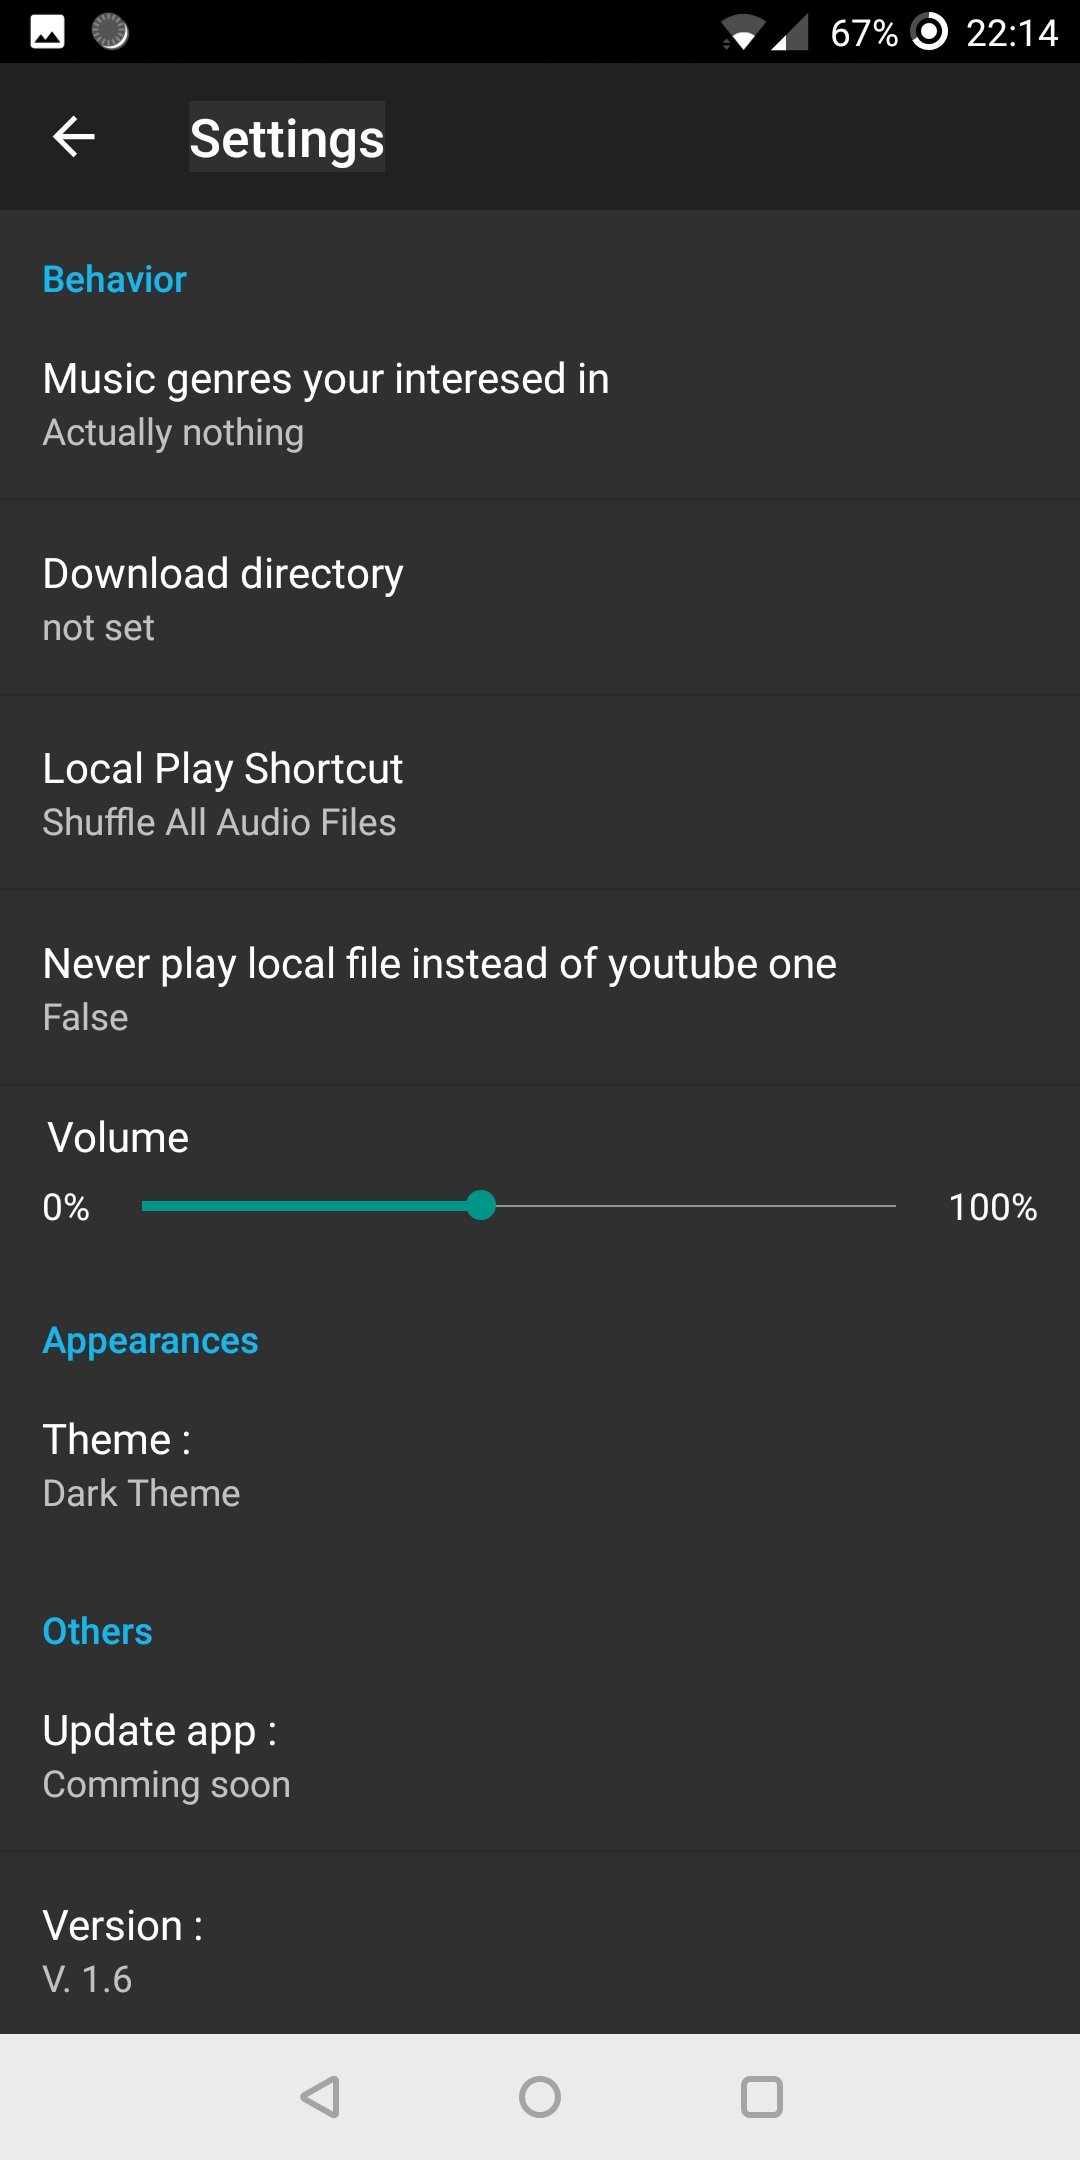 67% 22:14
Settings
Behavior
Music genres your interesed in
Actually nothing
Download directory
not set
Local Play Shortcut
Shuffle All Audio Files
Never play local file instead of youtube one
False
Volume
0% 100%
Appearances
Theme :
Dark Theme
Others
Update app :
Comming soon
Version :
V. 1.6